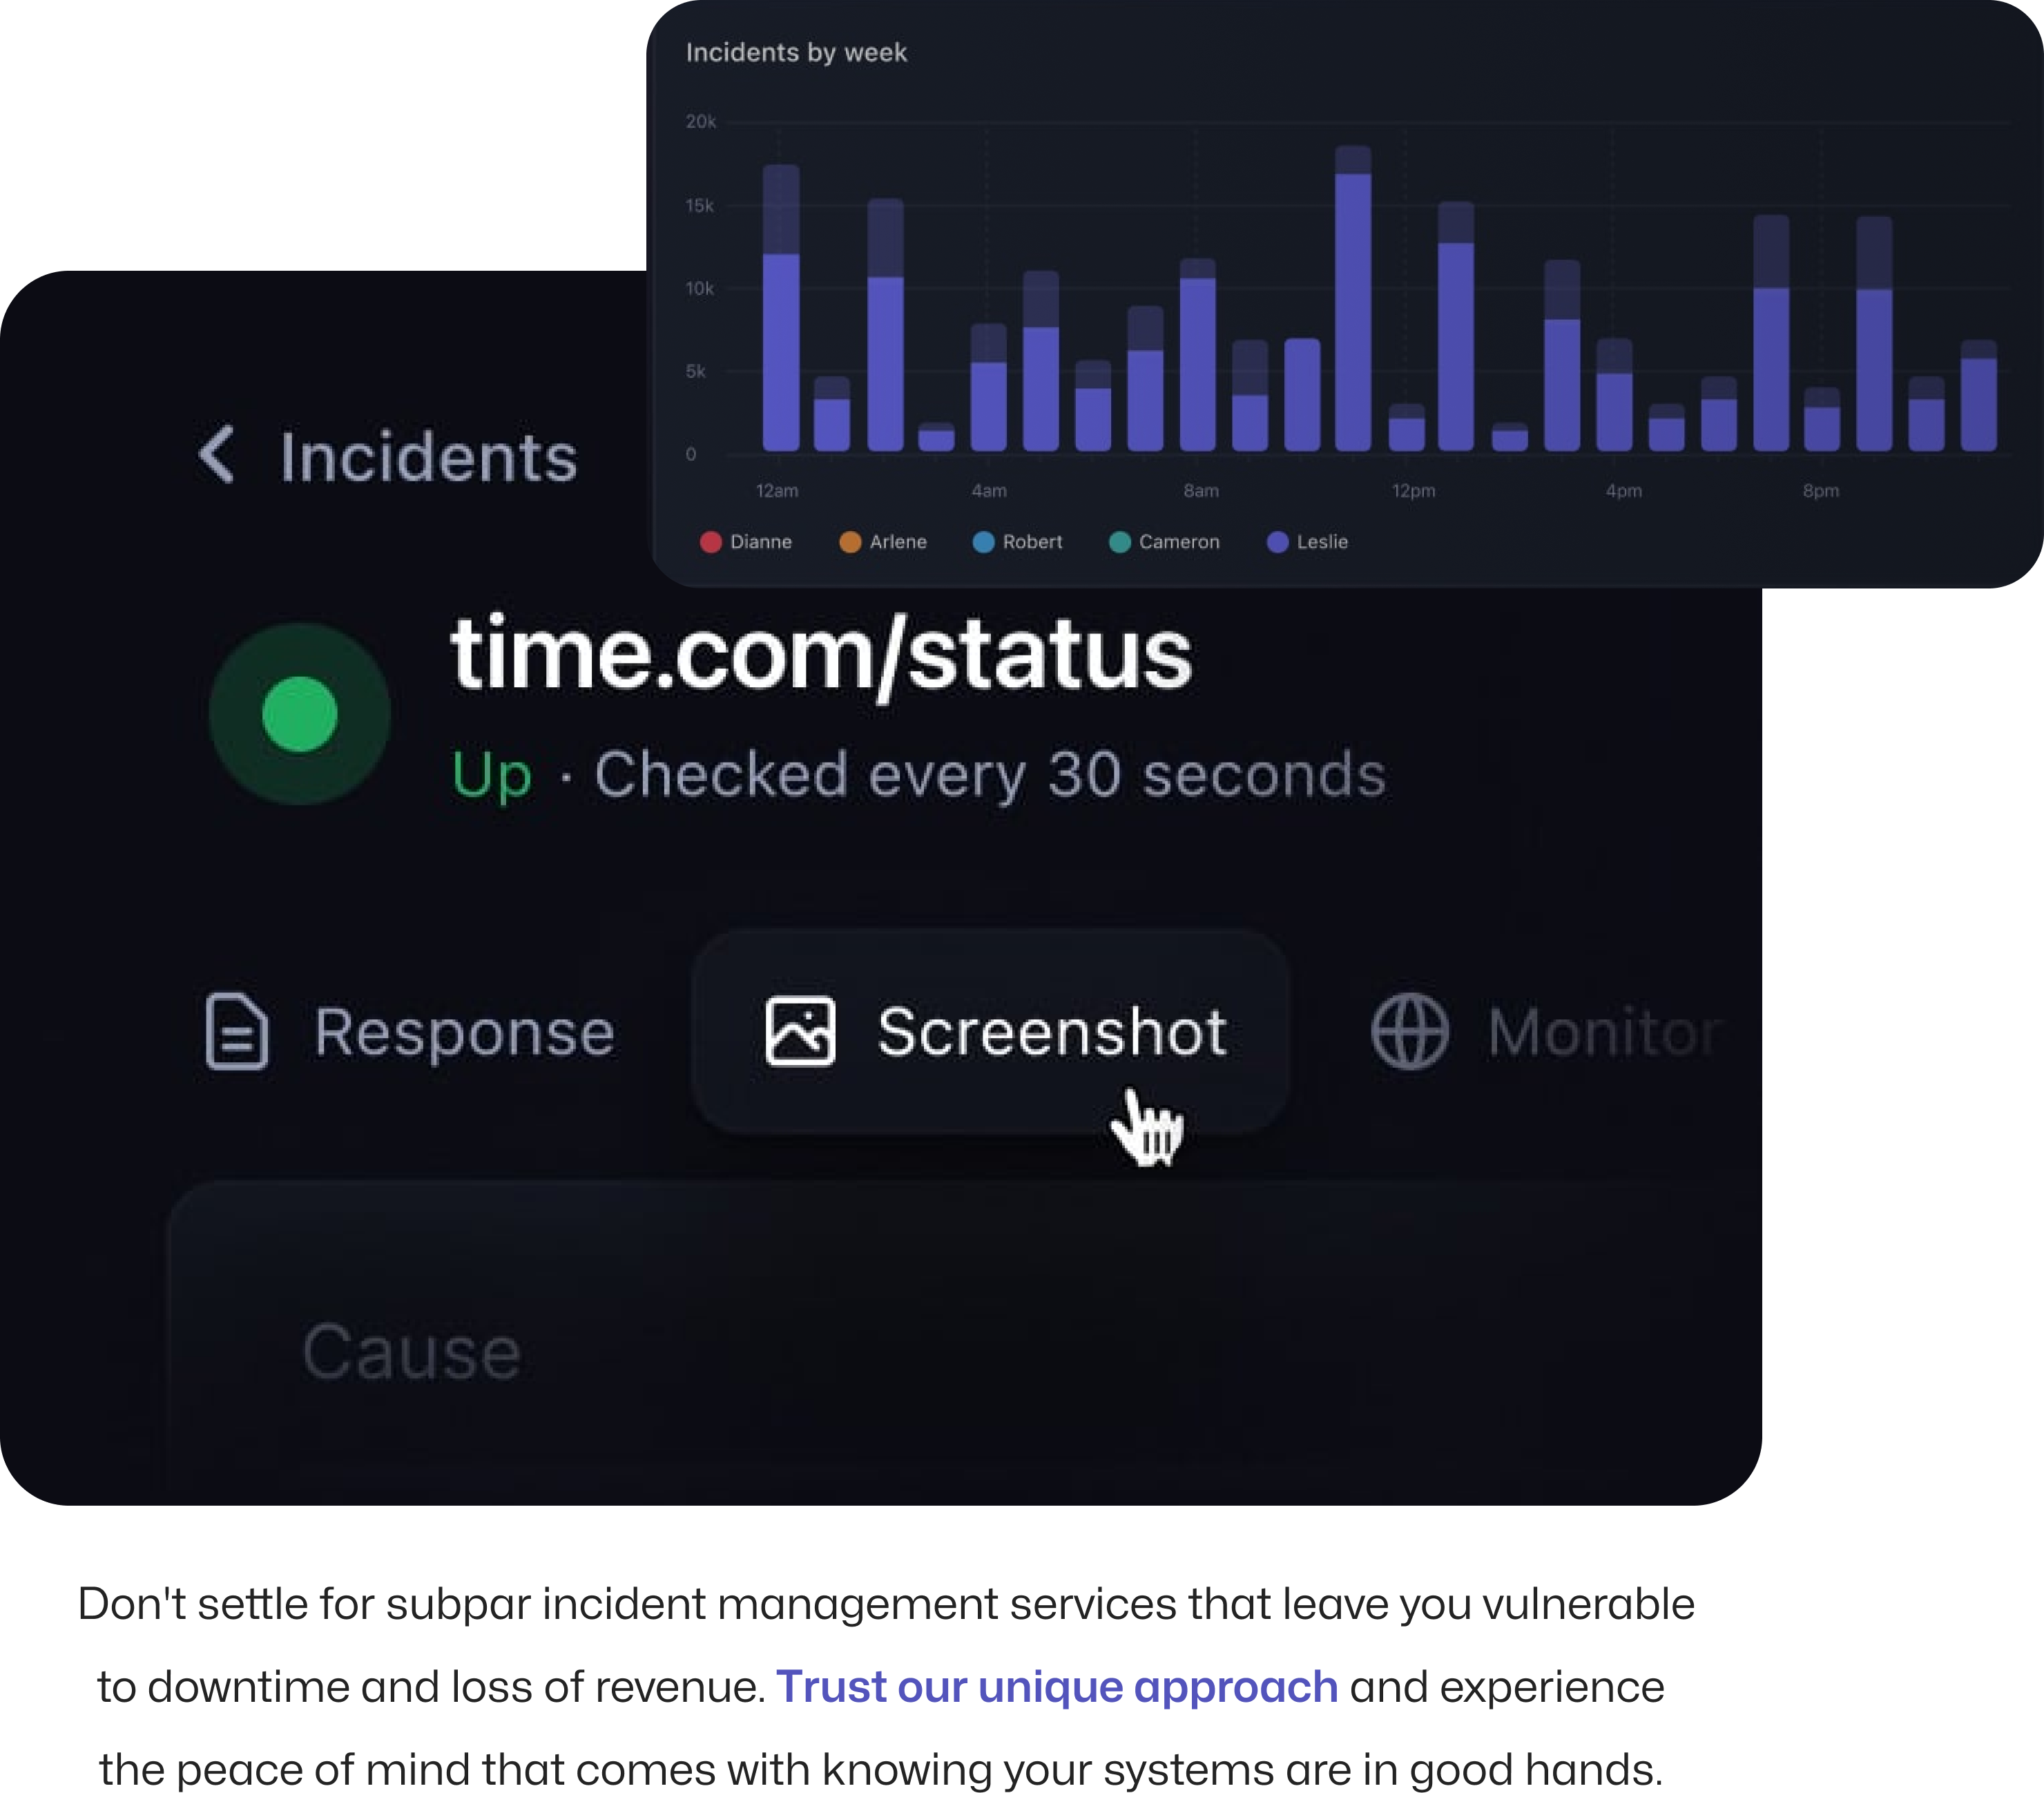 Incidents by week
20k
15k
10k
5k
0
12am 4am 8am 12pm 4pm 8pm
Dianne Arlene Robert Cameron Leslie
Incidents
time.com/status
Up · Checked every 30 seconds
Response Screenshot Monitor
Cause
Don't settle for subpar incident management services that leave you vulnerable
to downtime and loss of revenue. Trust our unique approach and experience
the peace of mind that comes with knowing your systems are in good hands.